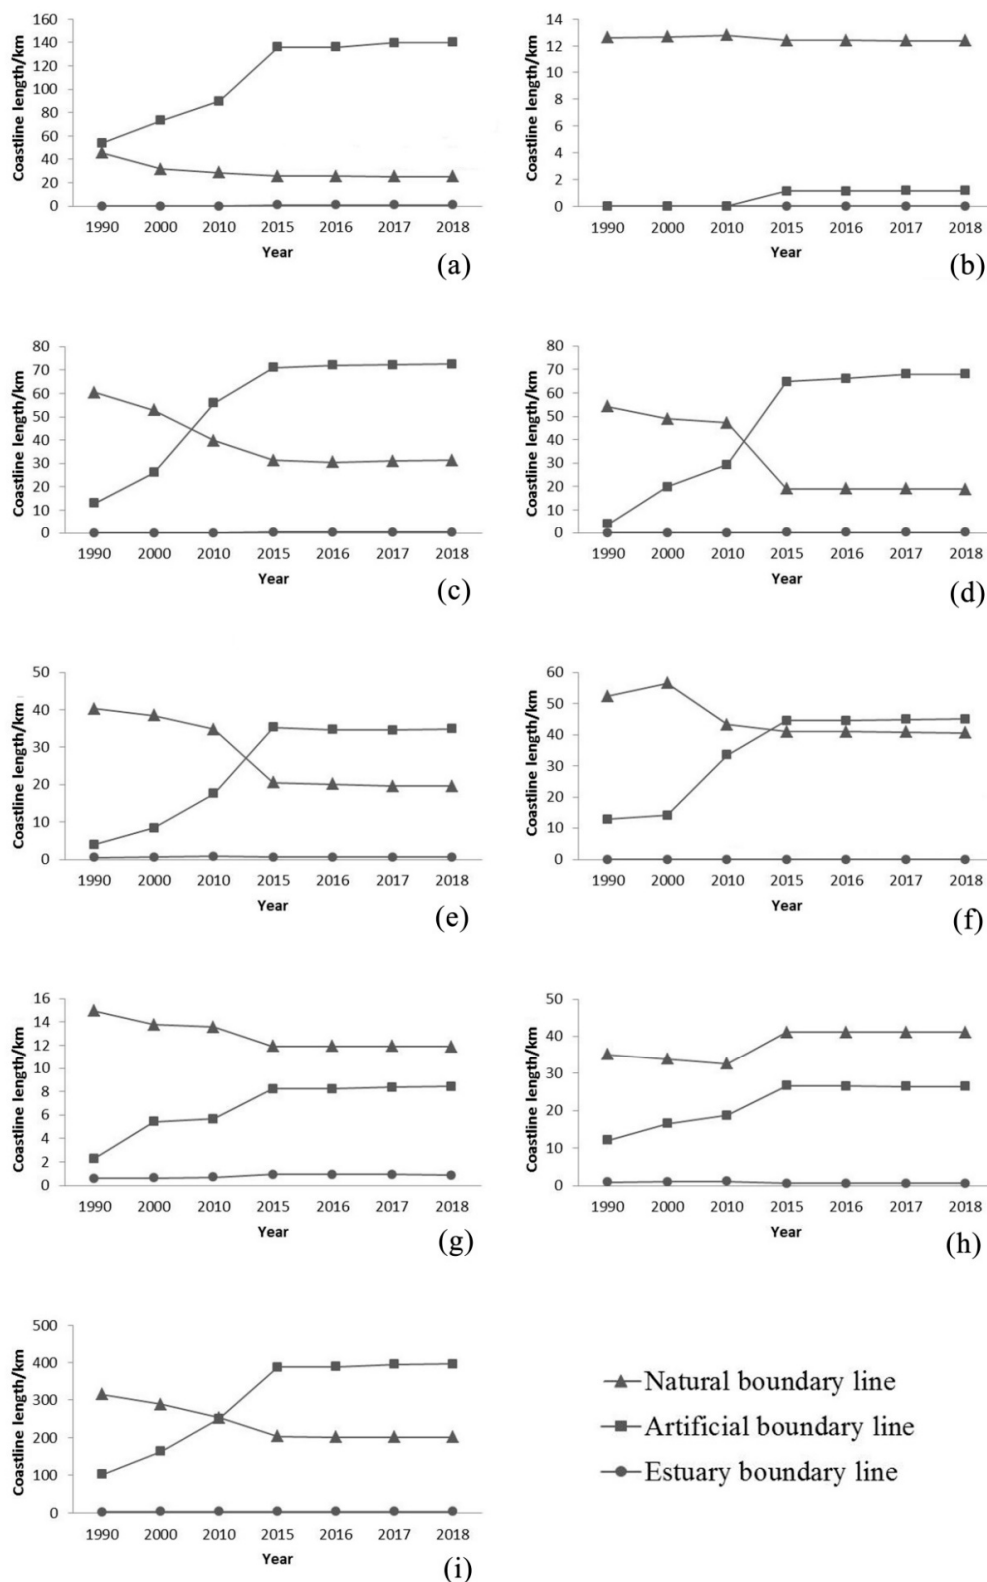 Coastline length/km
160
140
120
100
80
60
40
20
0
1990 2000 2010 2015 2016 2017 2018
Year
(a)
Coastline length/km
14
12
10
8
6
4
2
0
1990 2000 2010 2015 2016 2017 2018
Year
(b)
Coastline length/km
80
70
60
50
40
30
20
10
0
1990 2000 2010 2015 2016 2017 2018
Year
(c)
Coastline length/km
80
70
60
50
40
30
20
10
0
1990 2000 2010 2015 2016 2017 2018
Year
(d)
Coastline length/km
50
40
30
20
10
0
1990 2000 2010 2015 2016 2017 2018
Year
(e)
Coastline length/km
60
50
40
30
20
10
0
1990 2000 2010 2015 2016 2017 2018
Year
(f)
Coastline length/km
16
14
12
10
8
6
4
2
0
1990 2000 2010 2015 2016 2017 2018
Year
(g)
Coastline length/km
50
40
30
20
10
0
1990 2000 2010 2015 2016 2017 2018
Year
(h)
Coastline length/km
500
400
300
200
100
0
1990 2000 2010 2015 2016 2017 2018
Year
(i)
Natural boundary line
Artificial boundary line
Estuary boundary line